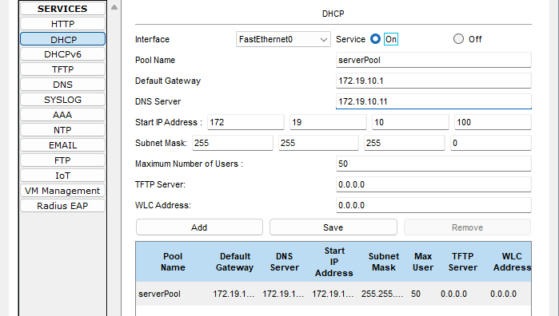 SERVICES
HTTP
DHCP
DHCPv6
TFTP
DNS
SYSLOG
AAA
NTP
EMAIL
FTP
IoT
VM Management
Radius EAP
DHCP
Interface FastEthernet0 Service On Off
Pool Name serverPool
Default Gateway 172.19.10.1
DNS Server 172.19.10.11
Start IP Address : 172 19 10 100
Subnet Mask: 255 255 255 0
Maximum Number of Users : 50
TFTP Server: 0.0.0.0
WLC Address: 0.0.0.0
Add Save Remove
Pool Name Default Gateway DNS Server Start IP Address Subnet Mask Max User TFTP Server WLC Address
serverPool 172.19.1... 172.19.1... 172.19.1... 255.255.... 50 0.0.0.0 0.0.0.0